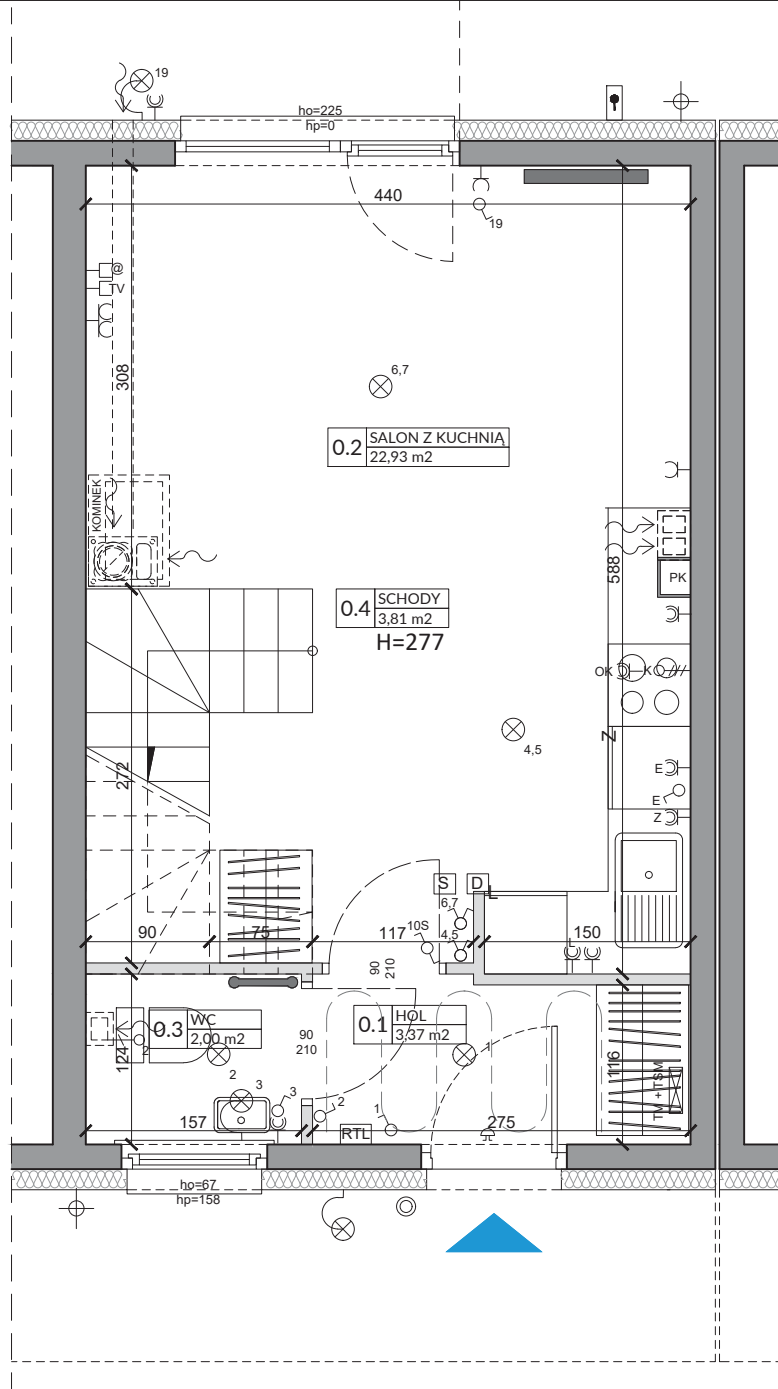 19
ho=225
hp=0
440
19
@
TV
308
6,7
0.2
SALON Z KUCHNIĄ
22,93 m2
KOMINEK
588
PK
0.4
SCHODY
3,81 m2
H=277
OK
K
4,5
Z
272
E
E
Z
S
D
L
6,7
90
75
117
10S
4,5
150
90
210
0.3
WC
2,00 m2
0.1
HOL
3,37 m2
90
210
2
1
124
116
TM +TSM
2
3
3
2
1
157
RTL
275
ho=67
hp=158